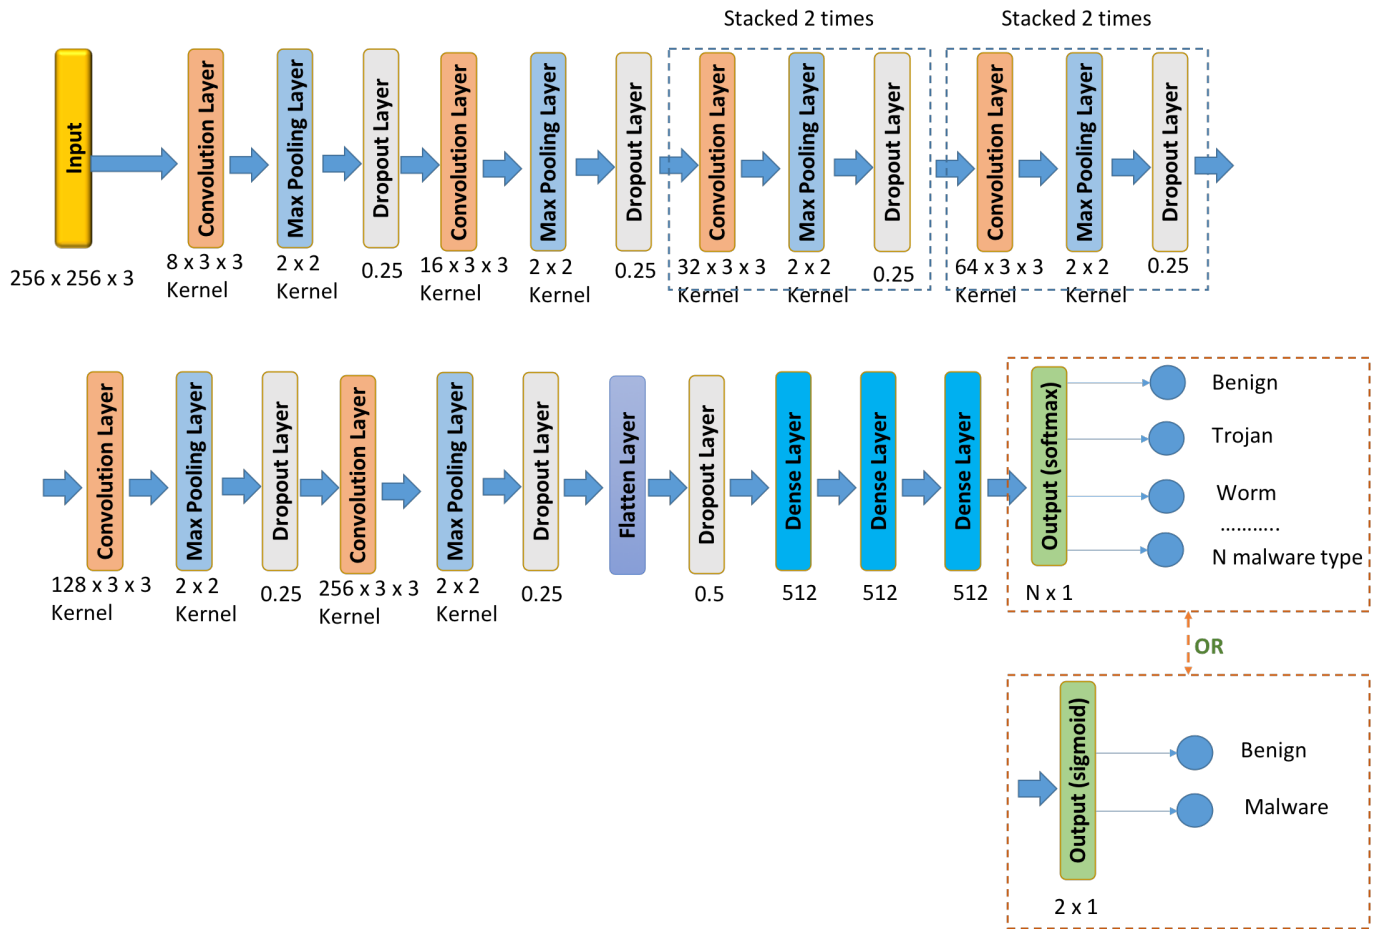 Stacked 2 times
Stacked 2 times
Input
Convolution Layer
Max Pooling Layer
Dropout Layer
Convolution Layer
Max Pooling Layer
Dropout Layer
Convolution Layer
Max Pooling Layer
Dropout Layer
Convolution Layer
Max Pooling Layer
Dropout Layer
256 x 256 x 3
8 x 3 x 3
Kernel
2 x 2
Kernel
0.25
16 x 3 x 3
Kernel
2 x 2
Kernel
0.25
32 x 3 x 3
Kernel
2 x 2
Kernel
0.25
64 x 3 x 3
Kernel
2 x 2
Kernel
0.25
Convolution Layer
Max Pooling Layer
Dropout Layer
Convolution Layer
Max Pooling Layer
Dropout Layer
Flatten Layer
Dropout Layer
Dense Layer
Dense Layer
Dense Layer
Output (softmax)
Benign
Trojan
Worm
...........
N malware type
128 x 3 x 3
Kernel
2 x 2
Kernel
0.25
256 x 3 x 3
Kernel
2 x 2
Kernel
0.25
0.5
512
512
512
N x 1
OR
Output (sigmoid)
Benign
Malware
2 x 1